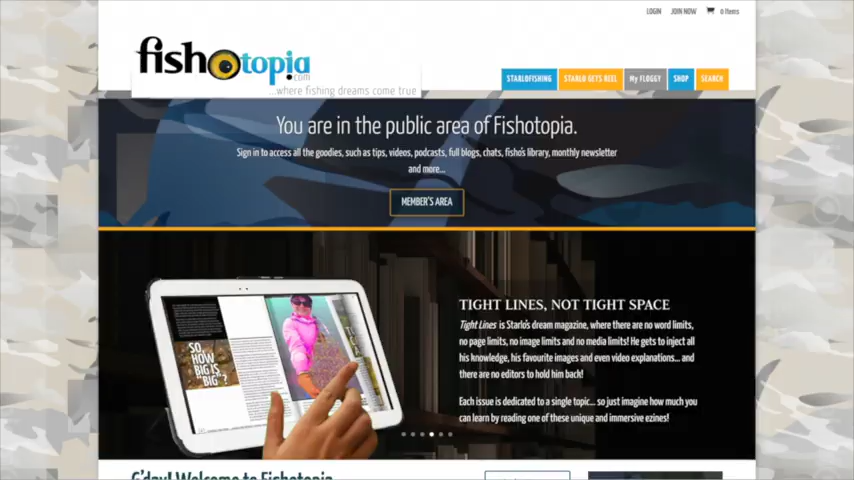 LOGIN JOIN NOW 0 Items
fishotopia
.com
...where fishing dreams come true
STARLOFISHING STARLO GETS REEL My FLOGGY SHOP SEARCH
You are in the public area of Fishotopia.
Sign in to access all the goodies, such as tips, videos, podcasts, full blogs, chats, fisho's library, monthly newsletter
and more...
MEMBER'S AREA
TIGHT LINES, NOT TIGHT SPACE
Tight Lines is Starlo's dream magazine, where there are no word limits,
no page limits, no image limits and no media limits! He gets to inject all
his knowledge, his favourite images and even video explanations... and
there are no editors to hold him back!
Each issue is dedicated to a single topic... so just imagine how much you
can learn by reading one of these unique and immersive ezines!
SO,
HOW
BIG IS
"BIG"?
G'day! Welcome to Fishotopia